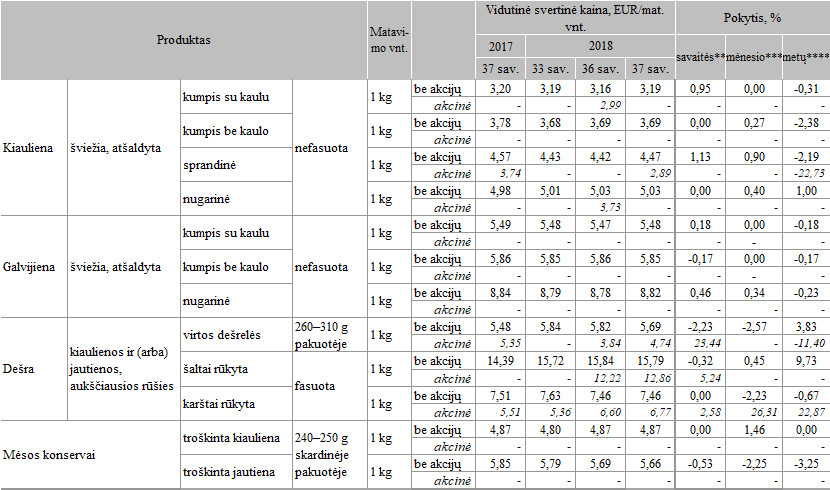 Produktas Matavi-mo vnt. Vidutinė svertinė kaina, EUR/mat. vnt. Pokytis, %
2017 2018 savaitės** mėnesio*** metų****
37 sav. 33 sav. 36 sav. 37 sav.
Kiauliena šviežia, atšaldyta kumpis su kaulu nefasuota 1 kg be akcijų 3,20 3,19 3,16 3,19 0,95 0,00 -0,31
akcinė - - 2,99 - - - -
kumpis be kaulo 1 kg be akcijų 3,78 3,68 3,69 3,69 0,00 0,27 -2,38
akcinė - - - - - - -
sprandinė 1 kg be akcijų 4,57 4,43 4,42 4,47 1,13 0,90 -2,19
akcinė 3,74 - - 2,89 - - -22,73
nugarinė 1 kg be akcijų 4,98 5,01 5,03 5,03 0,00 0,40 1,00
akcinė - - 3,73 - - - -
Galvijiena šviežia, atšaldyta kumpis su kaulu nefasuota 1 kg be akcijų 5,49 5,48 5,47 5,48 0,18 0,00 -0,18
akcinė - - - - - - -
kumpis be kaulo 1 kg be akcijų 5,86 5,85 5,86 5,85 -0,17 0,00 -0,17
akcinė - - - - - - -
nugarinė 1 kg be akcijų 8,84 8,79 8,78 8,82 0,46 0,34 -0,23
akcinė - - - - - - -
Dešra kiaulienos ir (arba) jautienos, aukščiausios rūšies virtos dešrelės 260–310 g pakuotėje 1 kg be akcijų 5,48 5,84 5,82 5,69 -2,23 -2,57 3,83
akcinė 5,35 - 3,84 4,74 23,44 - -11,40
šaltai rūkyta fasuota 1 kg be akcijų 14,39 15,72 15,84 15,79 -0,32 0,45 9,73
akcinė - - 12,22 12,86 5,24 - -
karštai rūkyta 1 kg be akcijų 7,51 7,63 7,46 7,46 0,00 -2,23 -0,67
akcinė 5,51 5,36 6,60 6,77 2,58 26,31 22,87
Mėsos konservai troškinta kiauliena 240–250 g skardinėje pakuotėje 1 kg be akcijų 4,87 4,80 4,87 4,87 0,00 1,46 0,00
akcinė - - - - - - -
troškinta jautiena 1 kg be akcijų 5,85 5,79 5,69 5,66 -0,53 -2,25 -3,25
akcinė - - - - - - -